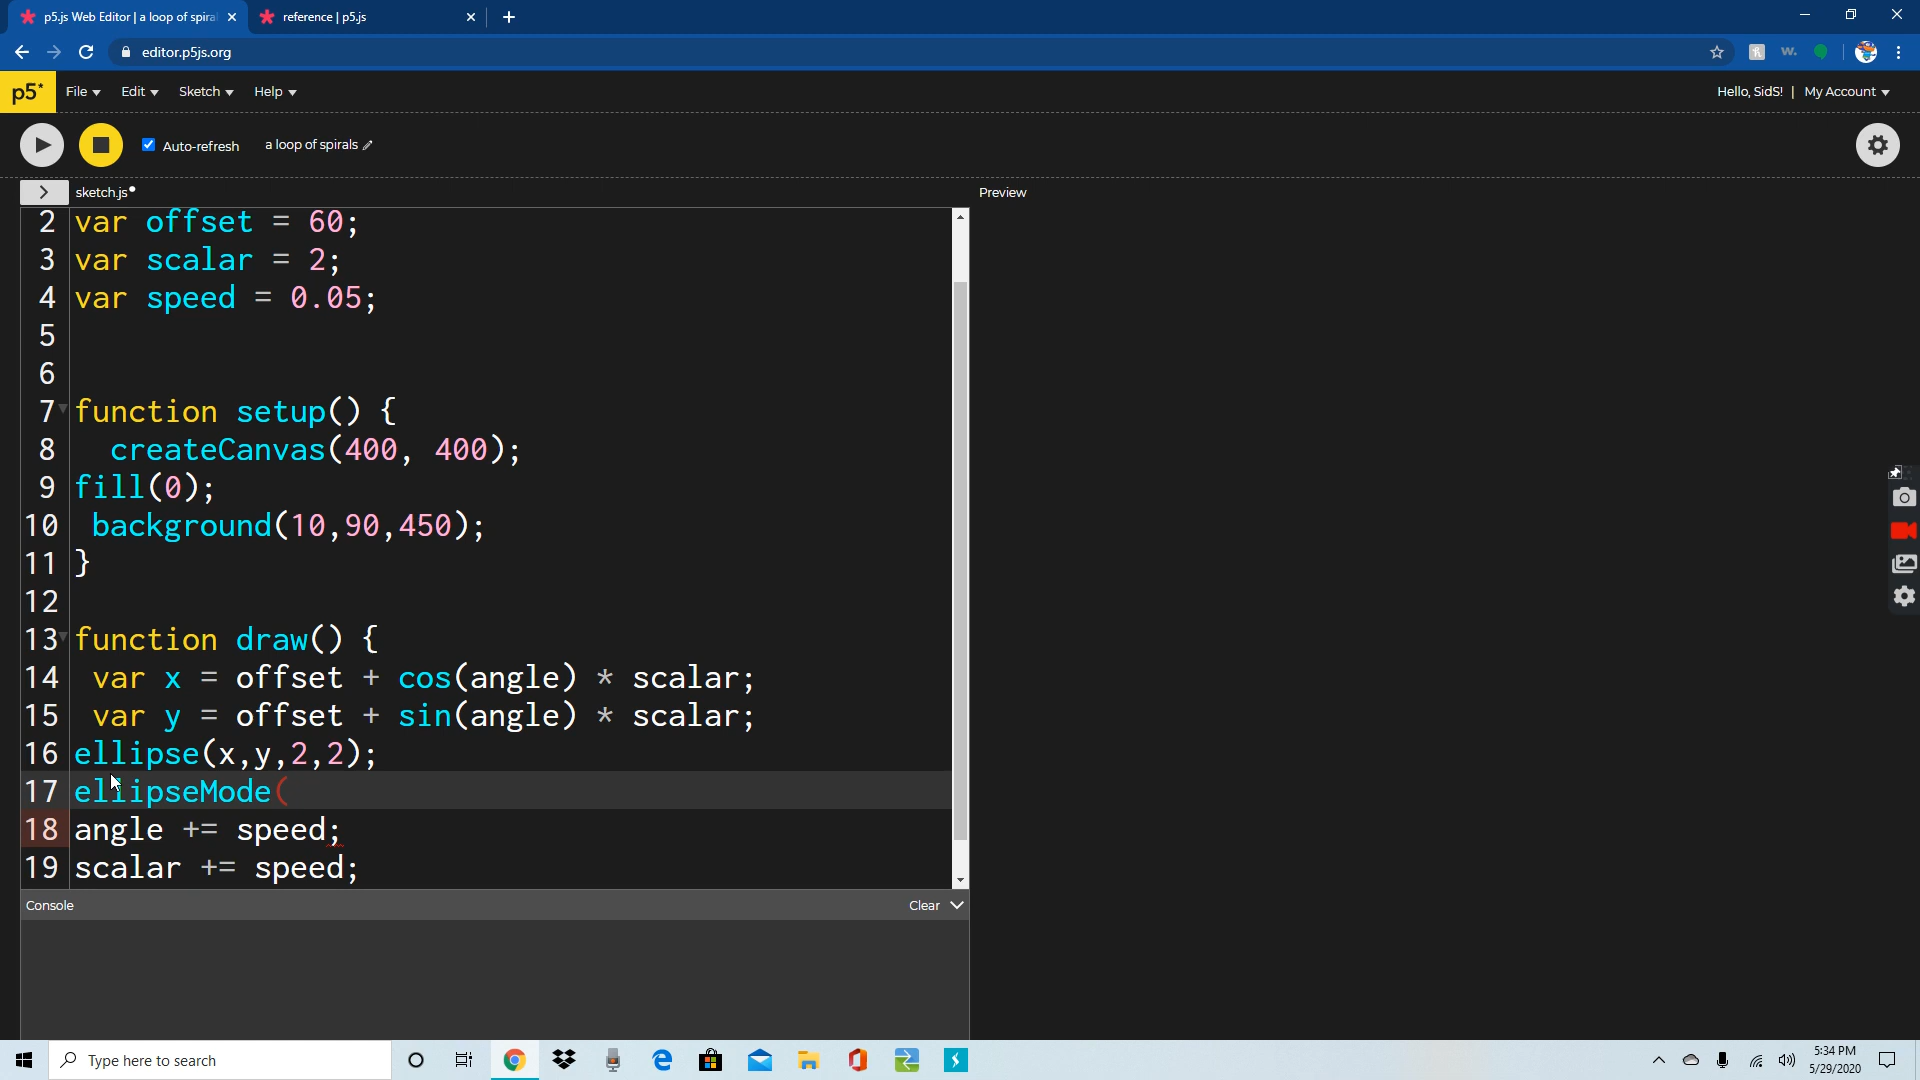 p5.js Web Editor | a loop of spira
reference | p5.js
editor.p5js.org
p5*
File
Edit
Sketch
Help
Hello, SidS!
|
My Account
Auto-refresh
a loop of spirals
sketch.js
Preview
2 var offset = 60;
3 var scalar = 2;
4 var speed = 0.05;
5
6
7 function setup() {
8 createCanvas(400, 400);
9 fill(0);
10 background(10,90,450);
11 }
12
13 function draw() {
14 var x = offset + cos(angle) * scalar;
15 var y = offset + sin(angle) * scalar;
16 ellipse(x,y,2,2);
17 ellipseMode(
18 angle += speed;
19 scalar += speed;
Console
Clear
Type here to search
5:34 PM
5/29/2020